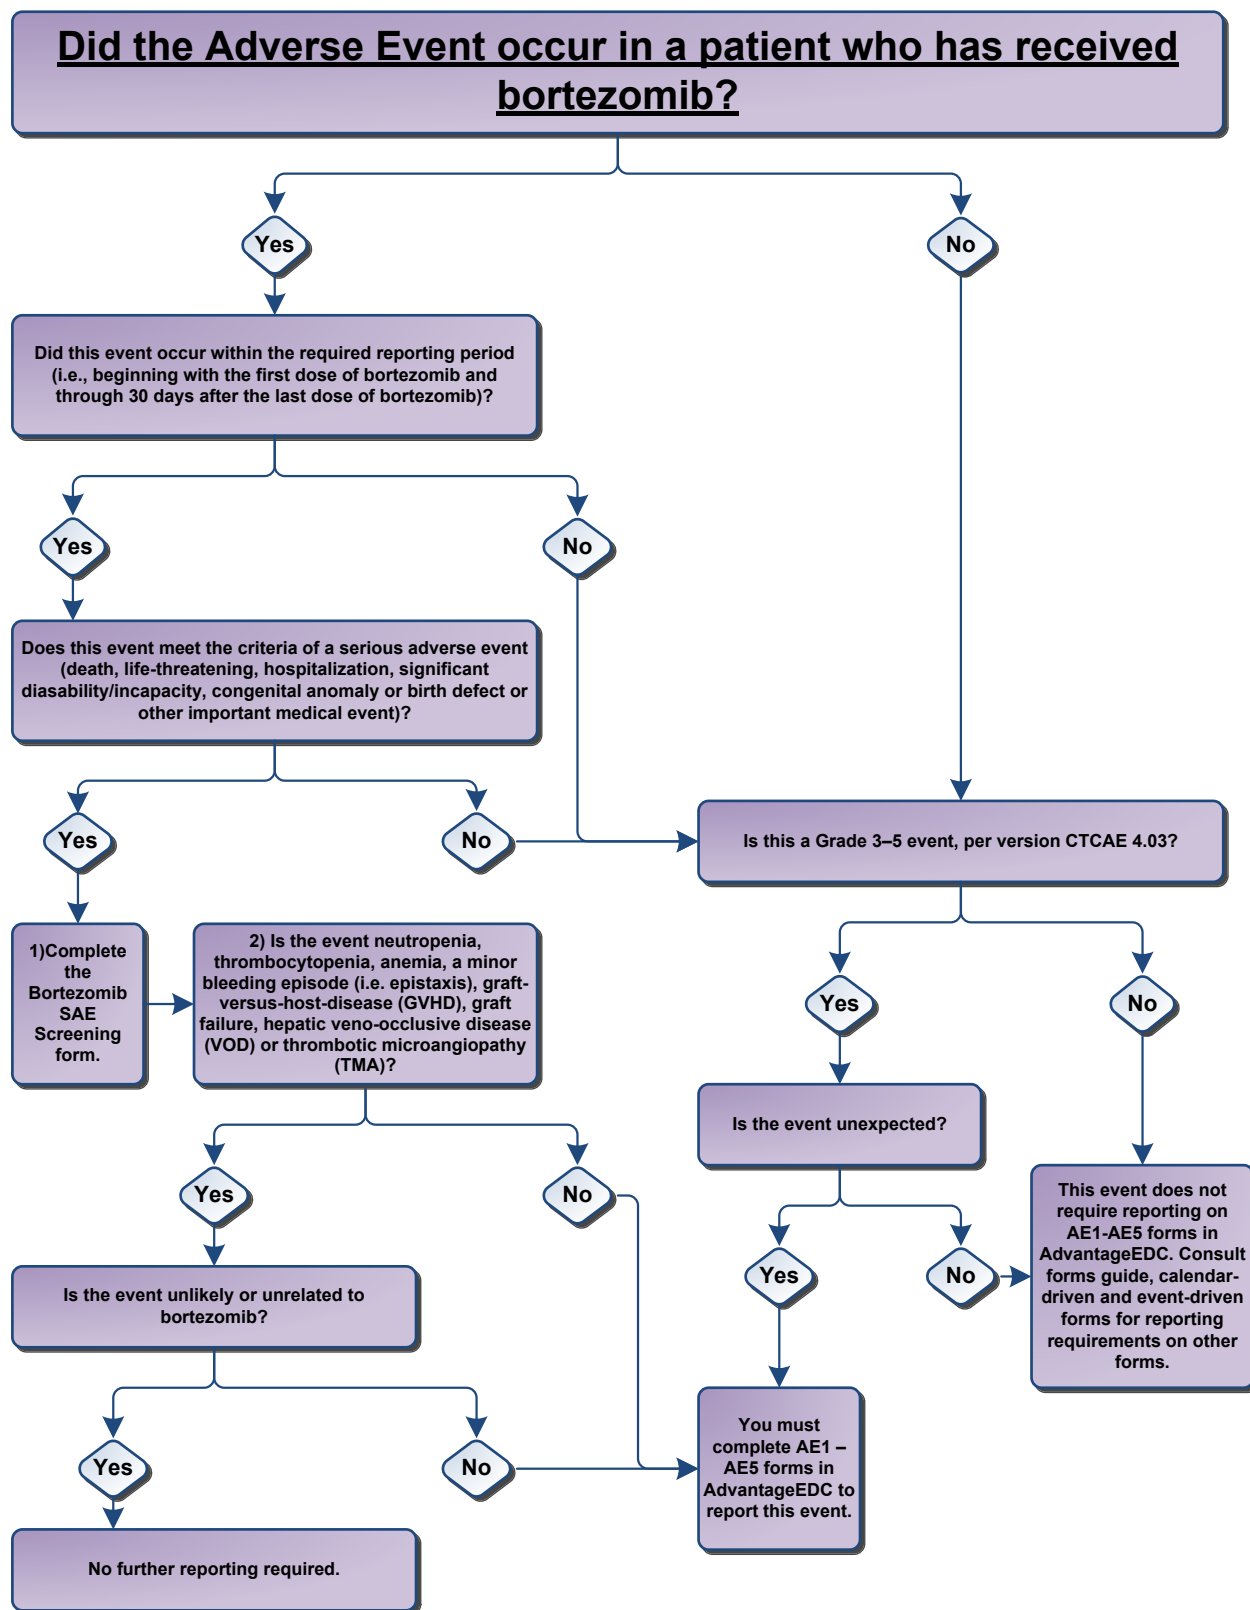 Did the Adverse Event occur in a patient who has received
bortezomib?
Yes
No
Did this event occur within the required reporting period
(i.e., beginning with the first dose of bortezomib and
through 30 days after the last dose of bortezomib)?
Yes
No
Does this event meet the criteria of a serious adverse event
(death, life-threatening, hospitalization, significant
diasability/incapacity, congenital anomaly or birth defect or
other important medical event)?
Yes
No
Is this a Grade 3–5 event, per version CTCAE 4.03?
1)Complete
the
Bortezomib
SAE
Screening
form.
2) Is the event neutropenia,
thrombocytopenia, anemia, a minor
bleeding episode (i.e. epistaxis), graft-
versus-host-disease (GVHD), graft
failure, hepatic veno-occlusive disease
(VOD) or thrombotic microangiopathy
(TMA)?
Yes
No
Is the event unexpected?
Yes
No
This event does not
require reporting on
AE1-AE5 forms in
AdvantageEDC. Consult
forms guide, calendar-
driven and event-driven
forms for reporting
requirements on other
forms.
Yes
No
Is the event unlikely or unrelated to
bortezomib?
Yes
No
You must
complete AE1 –
AE5 forms in
AdvantageEDC to
report this event.
Yes
No
No further reporting required.